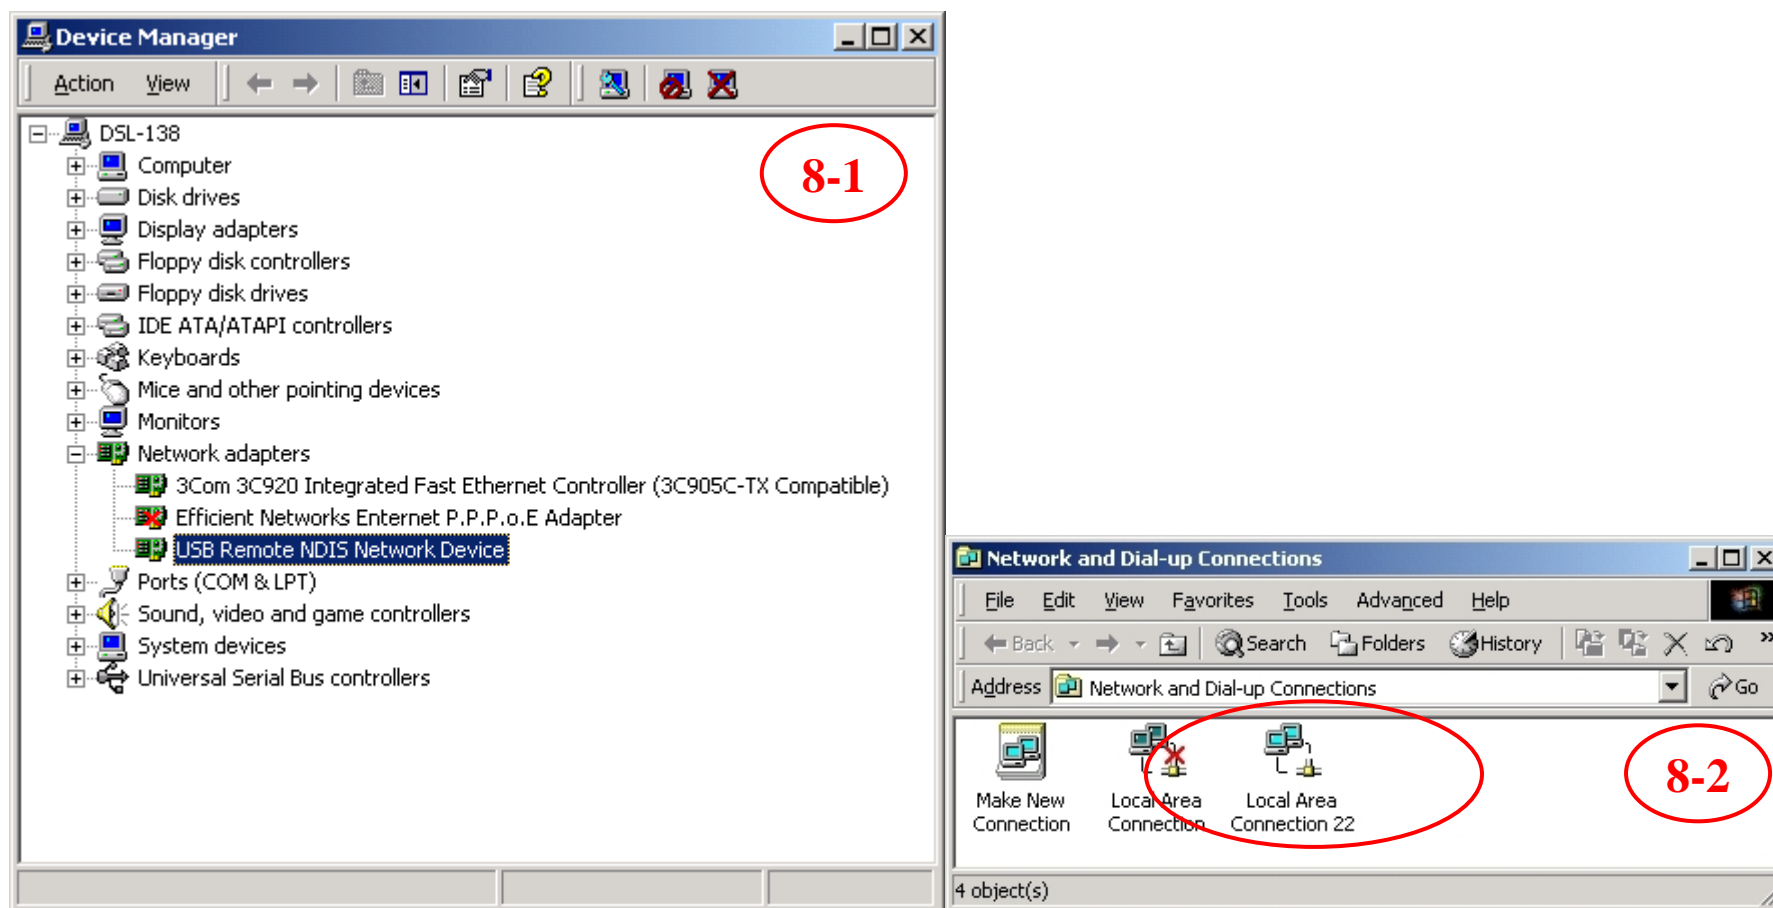 Device Manager
Action View
DSL-138
8-1
Computer
Disk drives
Display adapters
Floppy disk controllers
Floppy disk drives
IDE ATA/ATAPI controllers
Keyboards
Mice and other pointing devices
Monitors
Network adapters
3Com 3C920 Integrated Fast Ethernet Controller (3C905C-TX Compatible)
Efficient Networks Enternet P.P.P.o.E Adapter
USB Remote NDIS Network Device
Ports (COM & LPT)
Sound, video and game controllers
System devices
Universal Serial Bus controllers
Network and Dial-up Connections
File Edit View Favorites Tools Advanced Help
Back Search Folders History »
Address Network and Dial-up Connections Go
8-2
Make New
Connection
Local Area
Connection
Local Area
Connection 22
4 object(s)